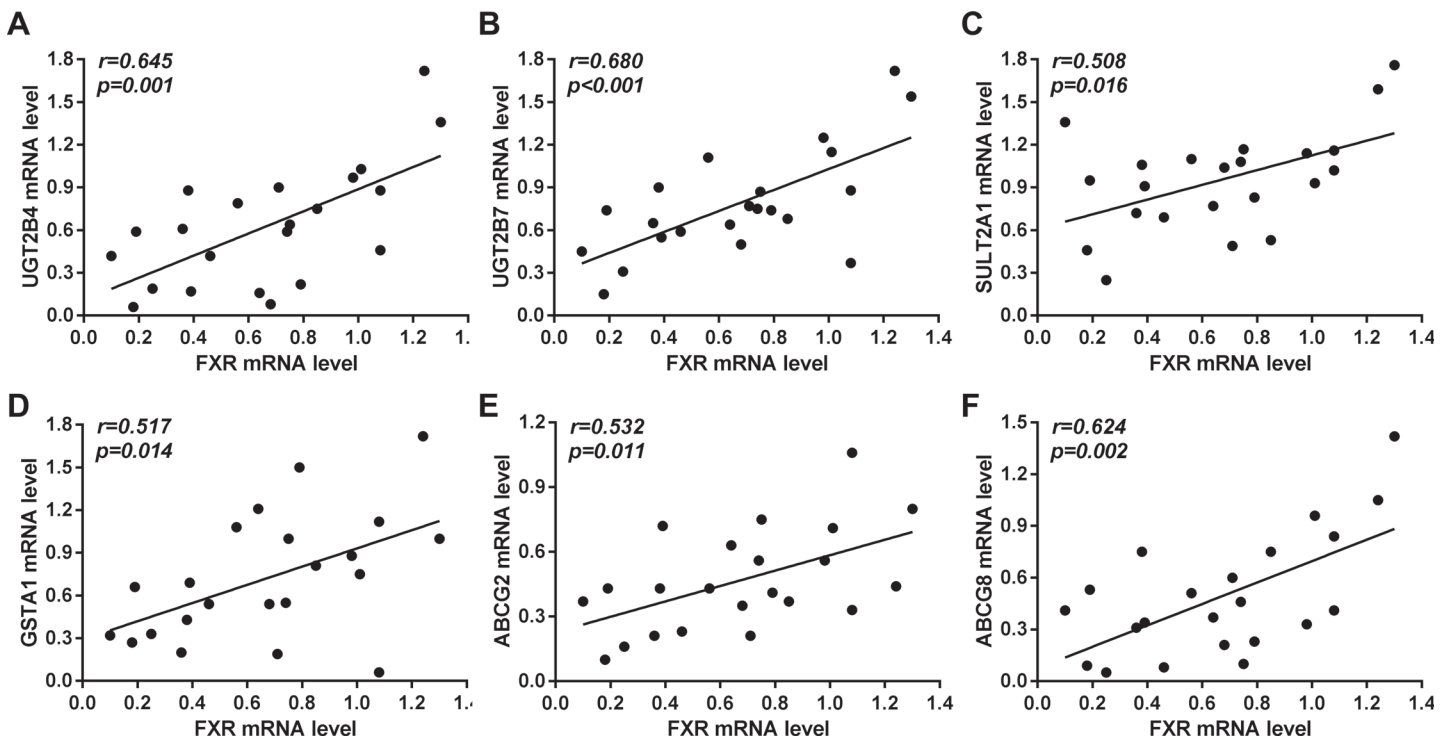 A
r=0.645
p=0.001
UGT2B4 mRNA level
1.8
1.5
1.2
0.9
0.6
0.3
0.0
0.0 0.2 0.4 0.6 0.8 1.0 1.2 1.
FXR mRNA level
B
r=0.680
p<0.001
UGT2B7 mRNA level
1.8
1.5
1.2
0.9
0.6
0.3
0.0
0.0 0.2 0.4 0.6 0.8 1.0 1.2 1.4
FXR mRNA level
C
r=0.508
p=0.016
SULT2A1 mRNA level
1.8
1.5
1.2
0.9
0.6
0.3
0.0
0.0 0.2 0.4 0.6 0.8 1.0 1.2 1.4
FXR mRNA level
D
r=0.517
p=0.014
GSTA1 mRNA level
1.8
1.5
1.2
0.9
0.6
0.3
0.0
0.0 0.2 0.4 0.6 0.8 1.0 1.2 1.
FXR mRNA level
E
r=0.532
p=0.011
ABCG2 mRNA level
1.2
0.9
0.6
0.3
0.0
0.0 0.2 0.4 0.6 0.8 1.0 1.2 1.4
FXR mRNA level
F
r=0.624
p=0.002
ABCG8 mRNA level
1.5
1.2
0.9
0.6
0.3
0.0
0.0 0.2 0.4 0.6 0.8 1.0 1.2 1.4
FXR mRNA level